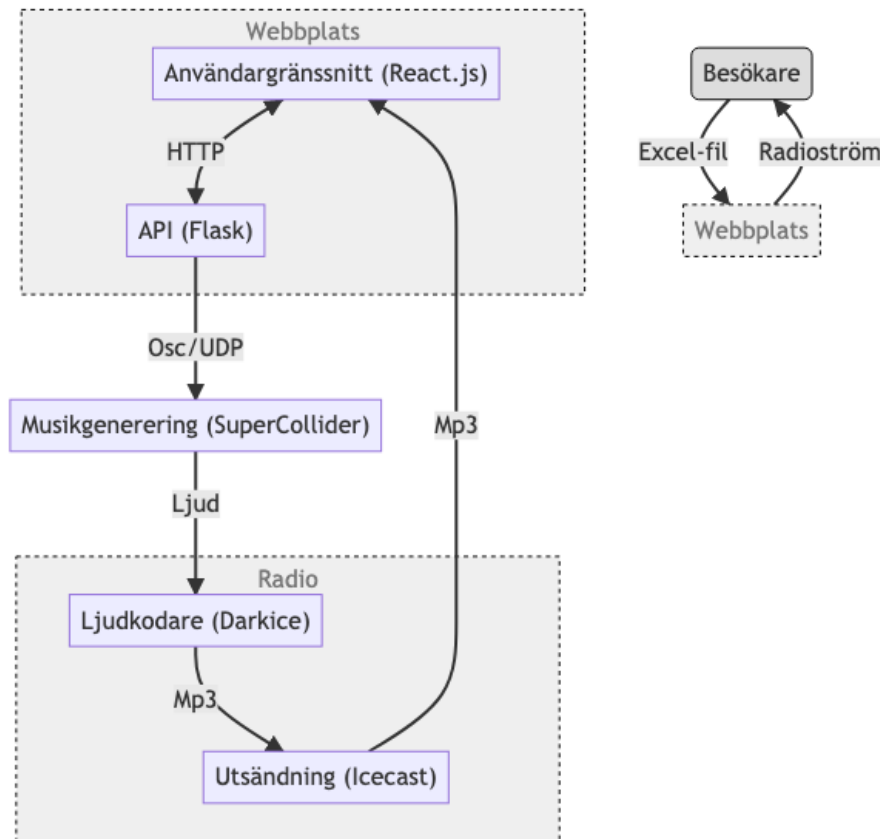 Webbplats
Användargränssnitt (React.js)
HTTP
API (Flask)
Osc/UDP
Musikgenerering (SuperCollider)
Mp3
Ljud
Radio
Ljudkodare (Darkice)
Mp3
Utsändning (Icecast)
Besökare
Excel-fil
Radioström
Webbplats